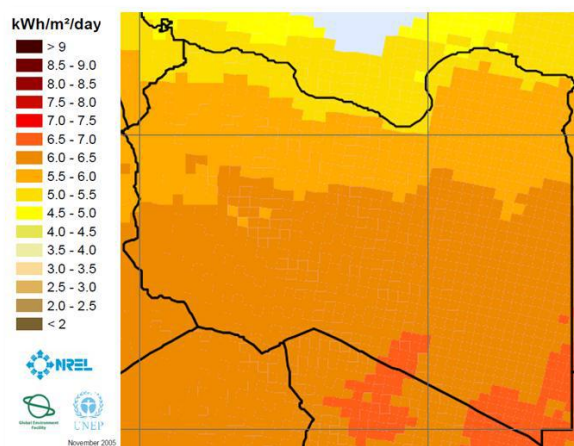 kWh/m²/day
> 9
8.5 - 9.0
8.0 - 8.5
7.5 - 8.0
7.0 - 7.5
6.5 - 7.0
6.0 - 6.5
5.5 - 6.0
5.0 - 5.5
4.5 - 5.0
4.0 - 4.5
3.5 - 4.0
3.0 - 3.5
2.5 - 3.0
2.0 - 2.5
< 2
NREL
Global Environment
Facility
UNEP
November 2005